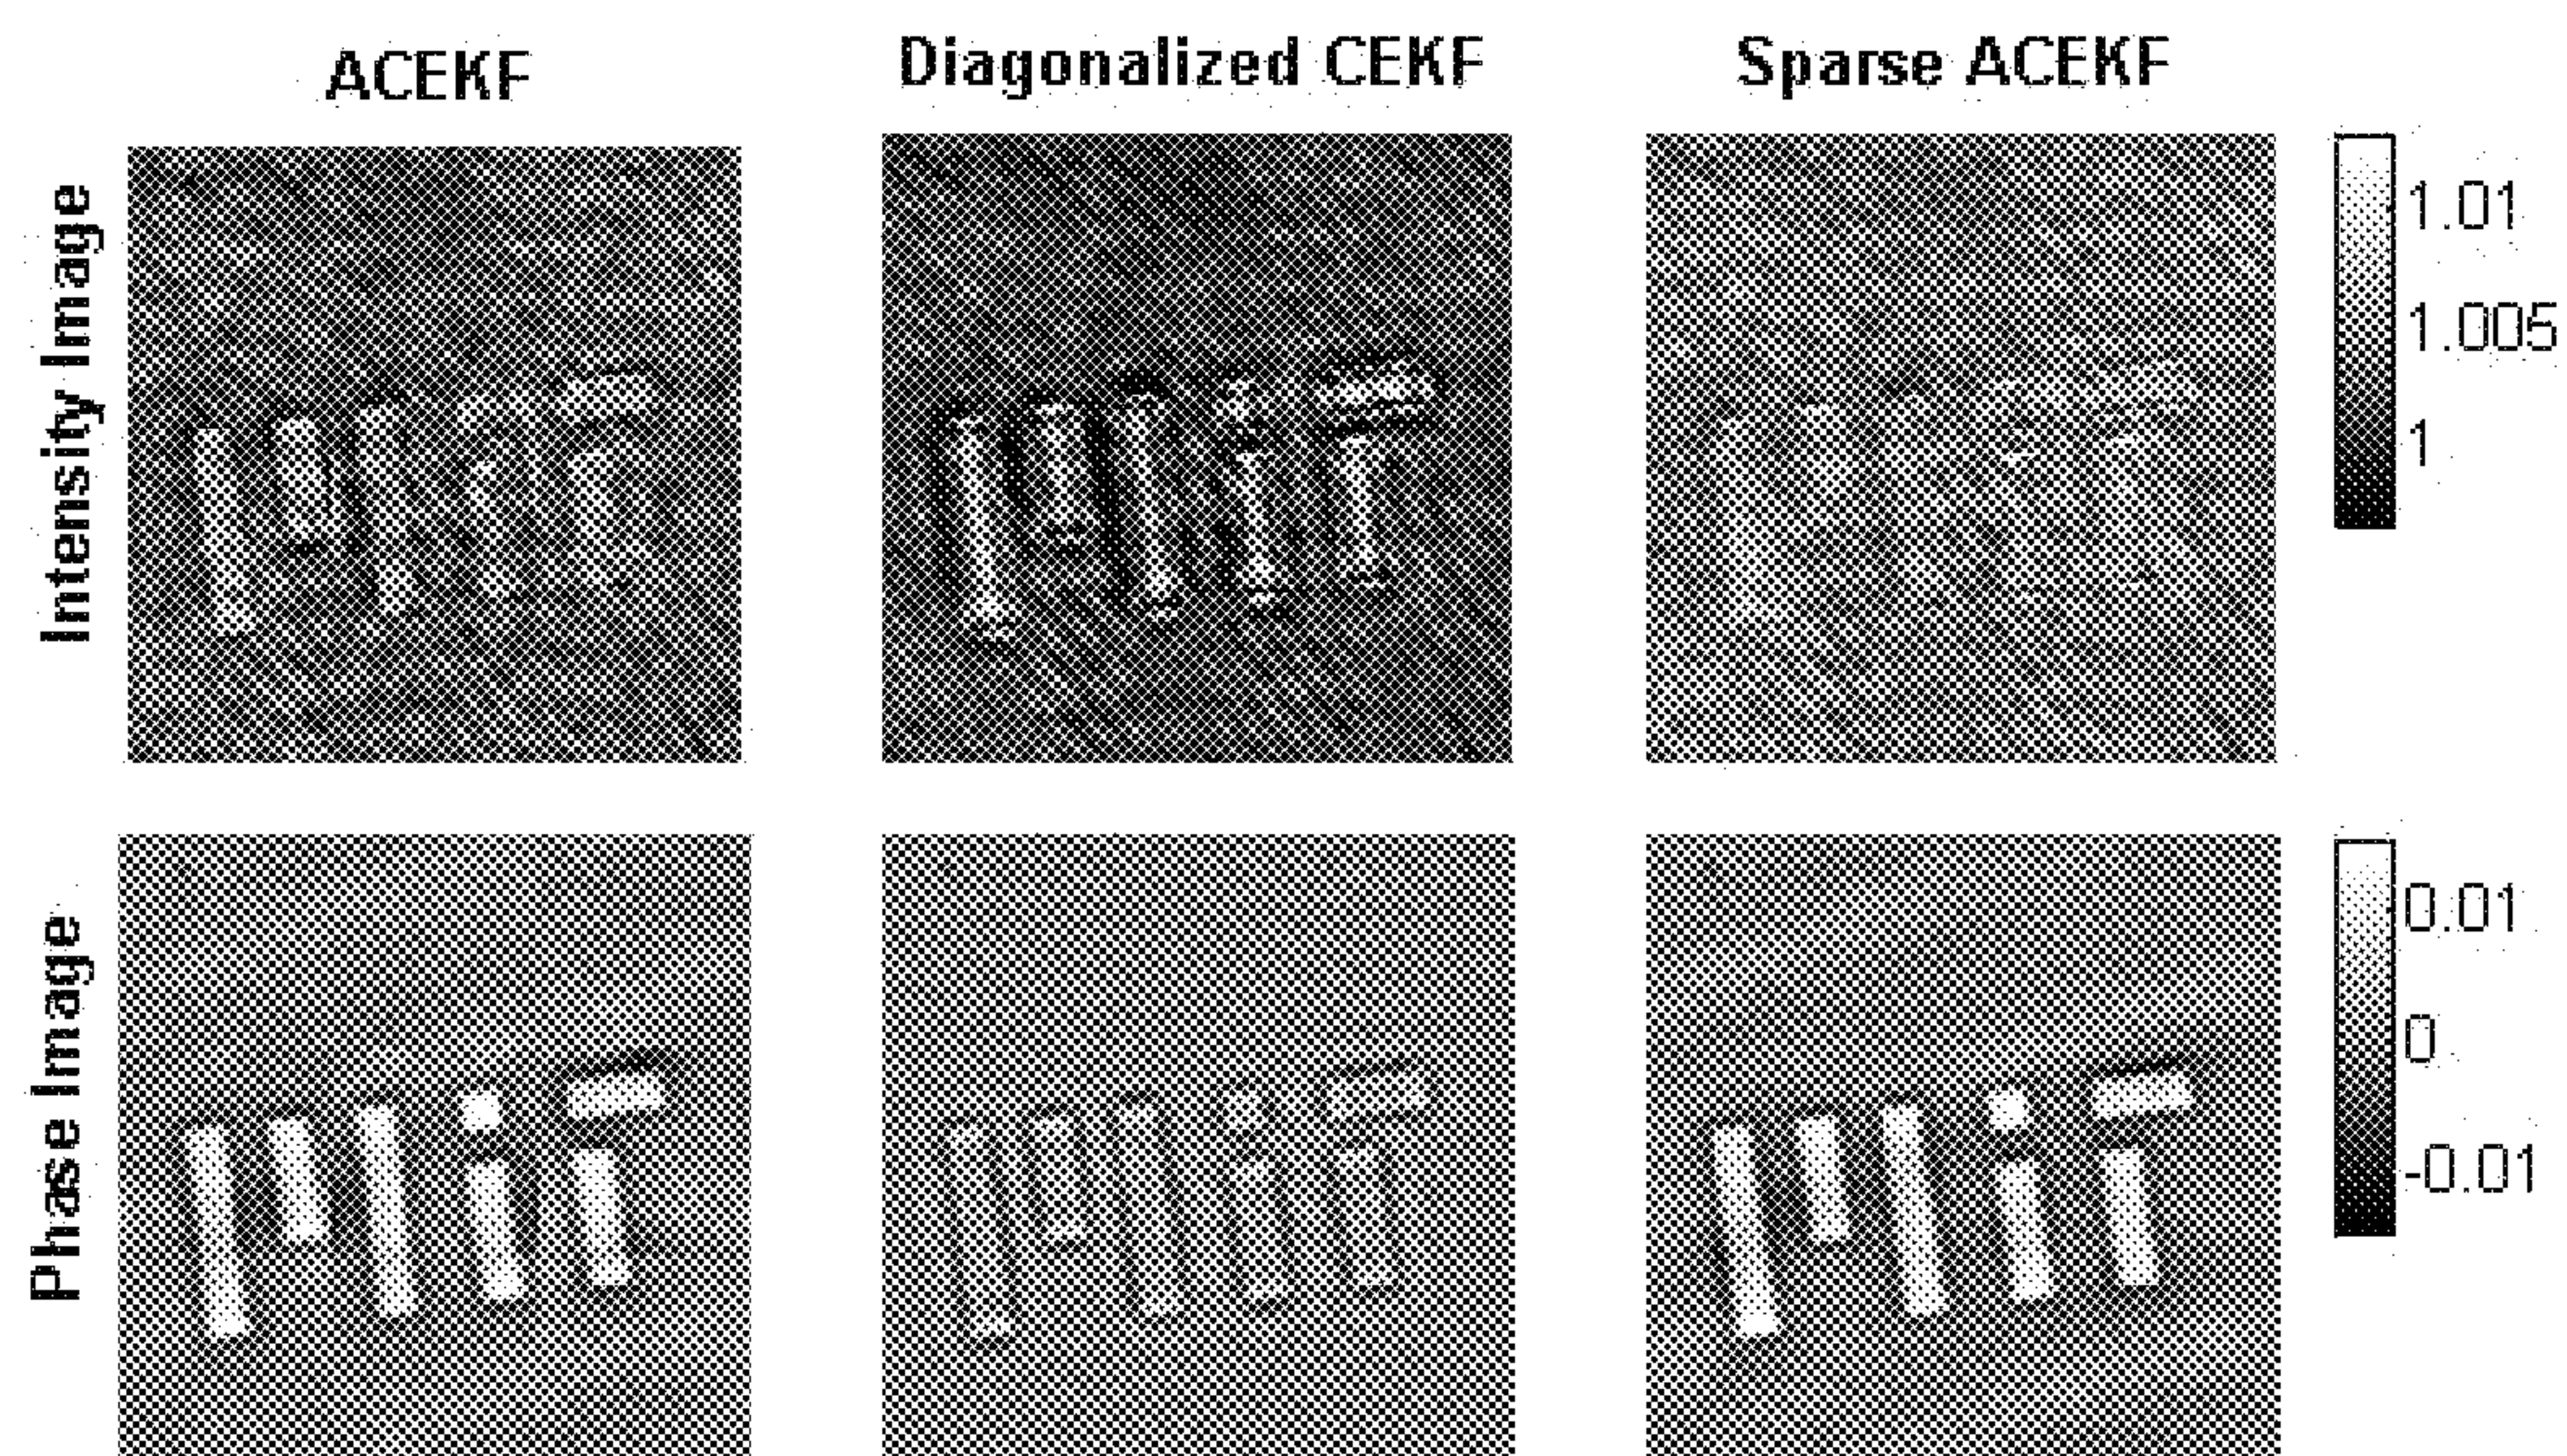 ACEKF Diagonalized CEKF Sparse ACEKF
Intensity Image
1.01
1.005
1
Phase Image
0.01
0
-0.01